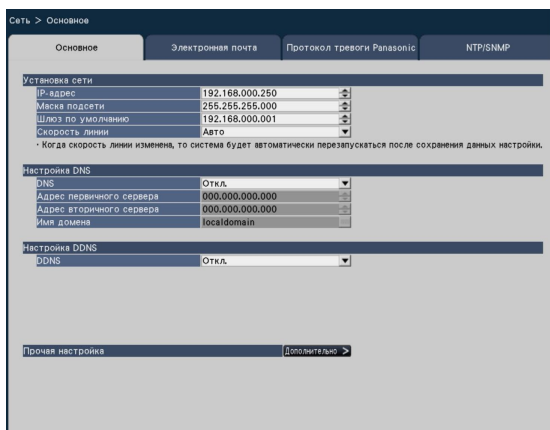 Сеть > Основное
Основное Электронная почта Протокол тревоги Panasonic NTP/SNMP
Установка сети
IP-адрес 192.168.000.250
Маска подсети 255.255.255.000
Шлюз по умолчанию 192.168.000.001
Скорость линии Авто
· Когда скорость линии изменена, то система будет автоматически перезапускаться после сохранения данных настройки.
Настройка DNS
DNS Откл.
Адрес первичного сервера 000.000.000.000
Адрес вторичного сервера 000.000.000.000
Имя домена localdomain
Настройка DDNS
DDNS Откл.
Прочая настройка Дополнительно >